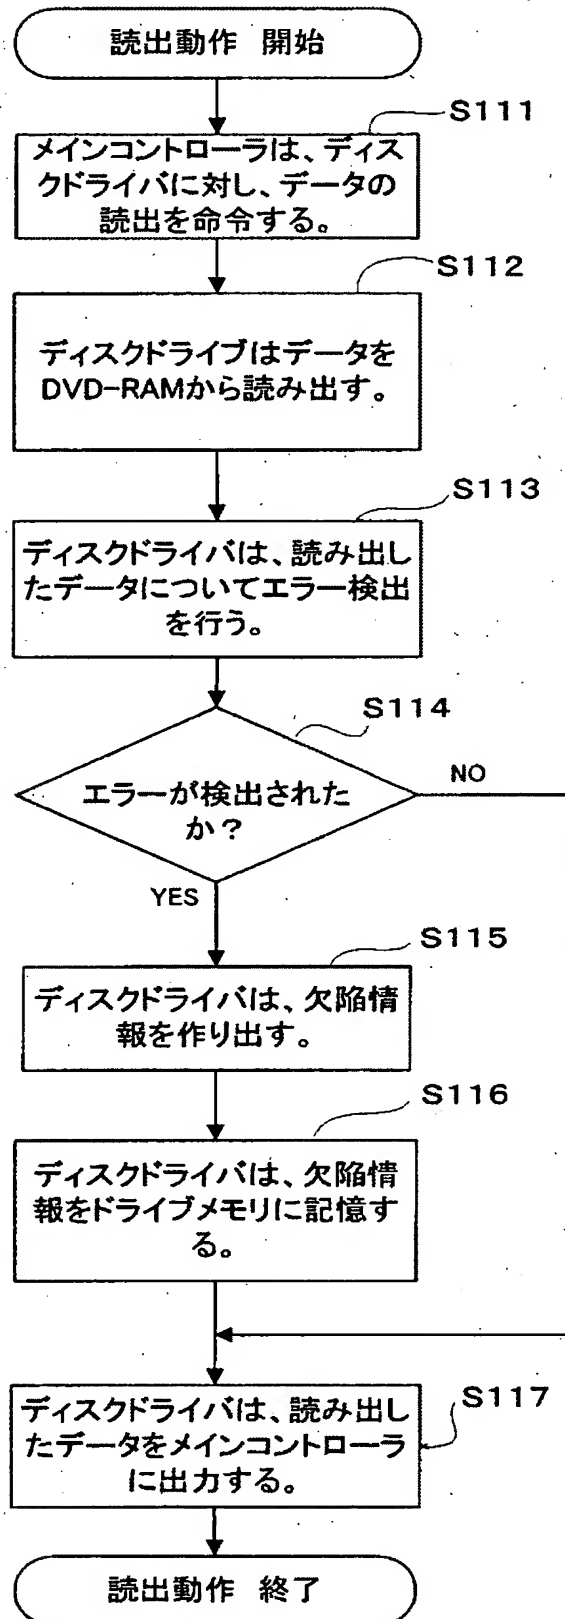 読出動作 開始
S111
メインコントローラは、ディス
クドライバに対し、データの
読出を命令する。
S112
ディスクドライブはデータを
DVD-RAMから読み出す。
S113
ディスクドライバは、読み出し
たデータについてエラー検出
を行う。
S114
エラーが検出された
か?
NO
YES
S115
ディスクドライバは、欠陥情
報を作り出す。
S116
ディスクドライバは、欠陥情
報をドライブメモリに記憶す
る。
S117
ディスクドライバは、読み出し
たデータをメインコントローラ
に出力する。
読出動作 終了